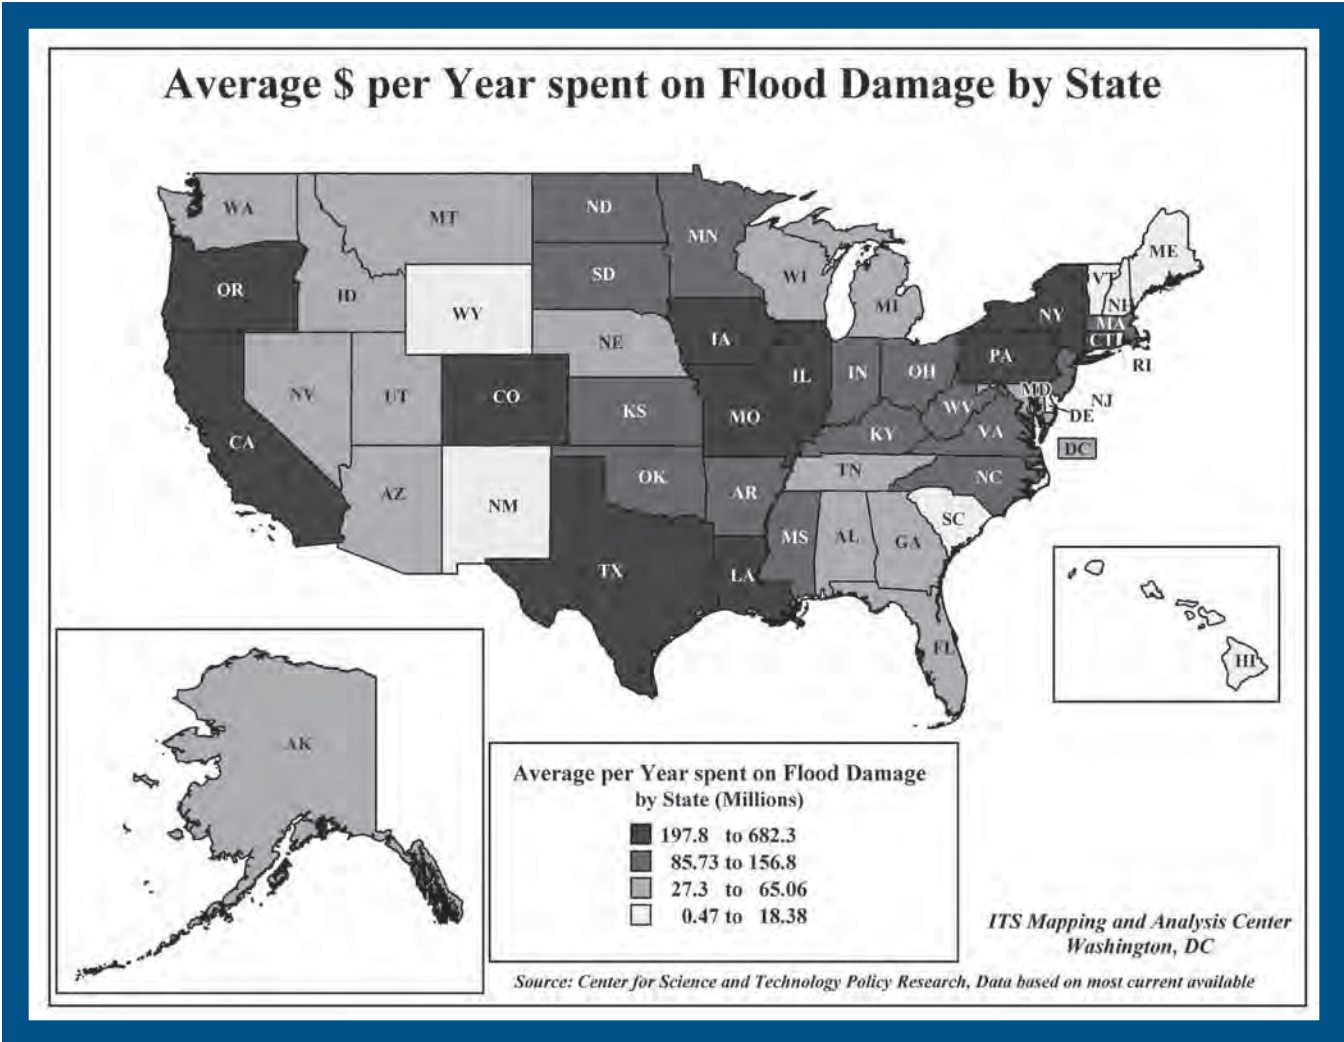 Average $ per Year spent on Flood Damage by State
WA
MT
ND
MN
ME
VT
NH
OR
ID
SD
WI
MI
NY
MA
WY
CT
RI
IA
NE
PA
IL
IN
OH
NJ
NV
UT
CO
MD
DE
KS
MO
WV
CA
KY
VA
DC
AZ
OK
TN
NC
NM
AR
SC
MS
AL
GA
TX
LA
FL
HI
AK
Average per Year spent on Flood Damage
by State (Millions)
197.8 to 682.3
85.73 to 156.8
27.3 to 65.06
0.47 to 18.38
ITS Mapping and Analysis Center
Washington, DC
Source: Center for Science and Technology Policy Research, Data based on most current available